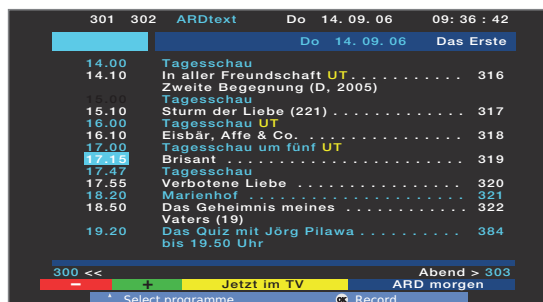 301 302 ARDtext Do 14. 09. 06 09: 36 : 42
Do 14. 09. 06 Das Erste
14.00 Tagesschau
14.10 In aller Freundschaft UT . . . . . . . . . . . 316
Zweite Begegnung (D, 2005)
15.00 Tagesschau
15.10 Sturm der Liebe (221) . . . . . . . . . . . . . 317
16.00 Tagesschau UT
16.10 Eisbär, Affe & Co. . . . . . . . . . . . . . . . . 318
17.00 Tagesschau um fünf UT
17.15 Brisant . . . . . . . . . . . . . . . . . . . . . . . 319
17.47 Tagesschau
17.55 Verbotene Liebe . . . . . . . . . . . . . . . . 320
18.20 Marienhof . . . . . . . . . . . . . . . . . . . . 321
18.50 Das Geheimnis meines . . . . . . . . . . . 322
Vaters (19)
19.20 Das Quiz mit Jörg Pilawa . . . . . . . . . . 384
bis 19.50 Uhr
300 << Abend > 303
− + Jetzt im TV ARD morgen
Select programme OK Record